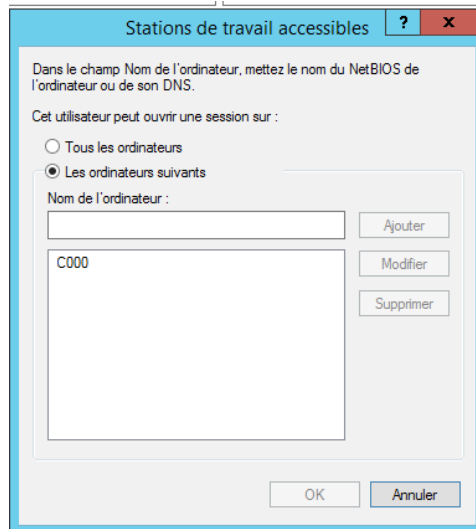 Stations de travail accessibles
?
x
Dans le champ Nom de l'ordinateur, mettez le nom du NetBIOS de
l'ordinateur ou de son DNS.
Cet utilisateur peut ouvrir une session sur :
Tous les ordinateurs
Les ordinateurs suivants
Nom de l'ordinateur :
Ajouter
C000
Modifier
Supprimer
OK
Annuler